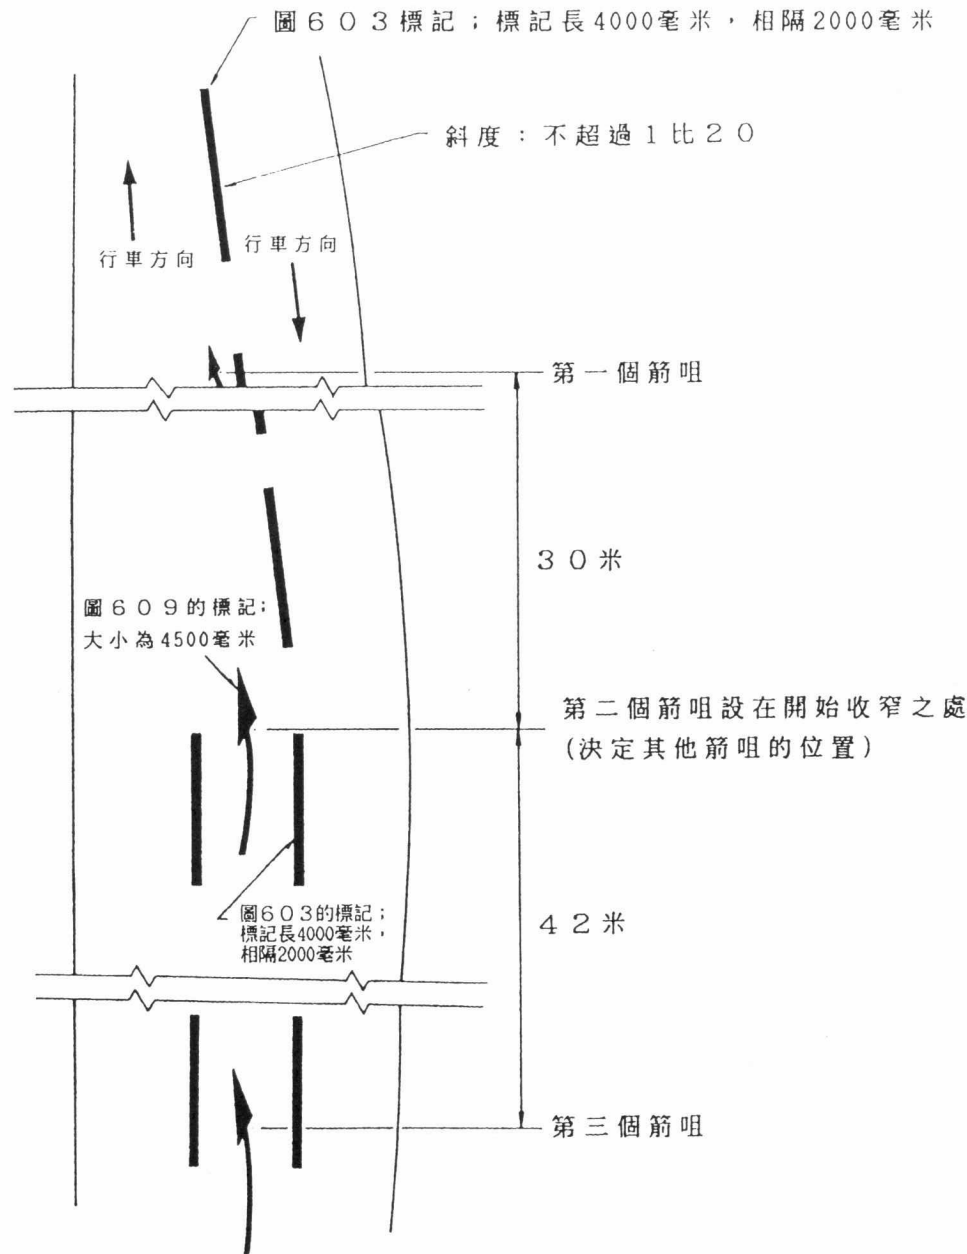 圖603標記；標記長4000毫米，相隔2000毫米
斜度：不超過1比20
行車方向
行車方向
第一個箭咀
30米
圖609的標記；
大小為4500毫米
第二個箭咀設在開始收窄之處
(決定其他箭咀的位置)
圖603的標記；
標記長4000毫米，
相隔2000毫米
42米
第三個箭咀